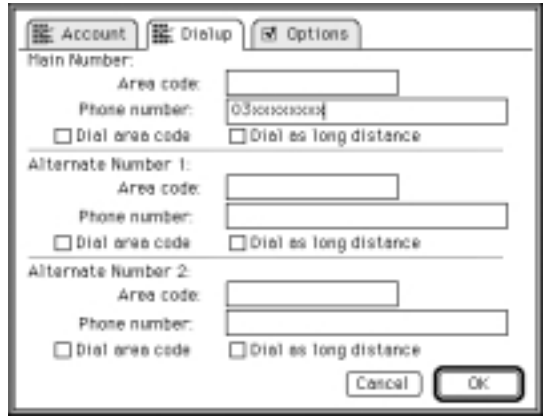 Account Dialup Options
Main Number:
Area code:
Phone number: 03xxxxxxxx
Dial area code Dial as long distance
Alternate Number 1:
Area code:
Phone number:
Dial area code Dial as long distance
Alternate Number 2:
Area code:
Phone number:
Dial area code Dial as long distance
Cancel OK